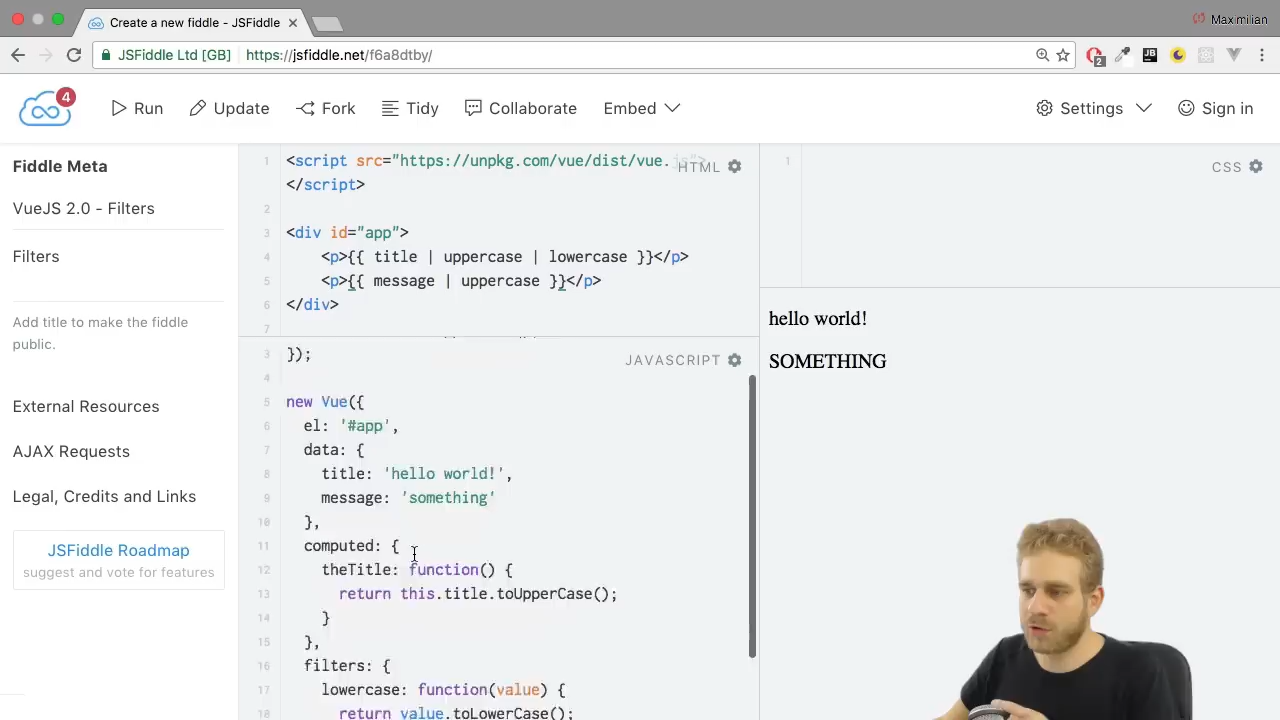 Create a new fiddle - JSFiddle
Maximilian
JSFiddle Ltd [GB]
https://jsfiddle.net/f6a8dtby/
2
JB
4
Run
Update
Fork
Tidy
Collaborate
Embed
Settings
Sign in
Fiddle Meta
VueJS 2.0 - Filters
Filters
Add title to make the fiddle
public.
External Resources
AJAX Requests
Legal, Credits and Links
JSFiddle Roadmap
suggest and vote for features
HTML
1 <script src="https://unpkg.com/vue/dist/vue.js">
</script>
2
3 <div id="app">
4 <p>{{ title | uppercase | lowercase }}</p>
5 <p>{{ message | uppercase }}</p>
6 </div>
7
JAVASCRIPT
3 });
4
5 new Vue({
6 el: '#app',
7 data: {
8 title: 'hello world!',
9 message: 'something'
10 },
11 computed: {
12 theTitle: function() {
13 return this.title.toUpperCase();
14 }
15 },
16 filters: {
17 lowercase: function(value) {
18 return value.toLowerCase();
1
CSS
hello world!
SOMETHING